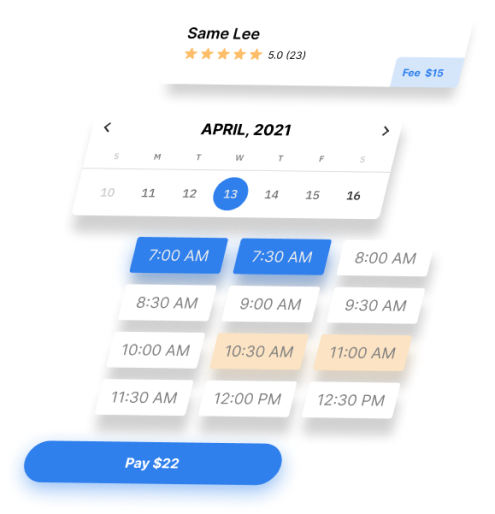 Same Lee
5.0 (23)
Fee $15
APRIL, 2021
S M T W T F S
10 11 12 13 14 15 16
7:00 AM 7:30 AM 8:00 AM
8:30 AM 9:00 AM 9:30 AM
10:00 AM 10:30 AM 11:00 AM
11:30 AM 12:00 PM 12:30 PM
Pay $22